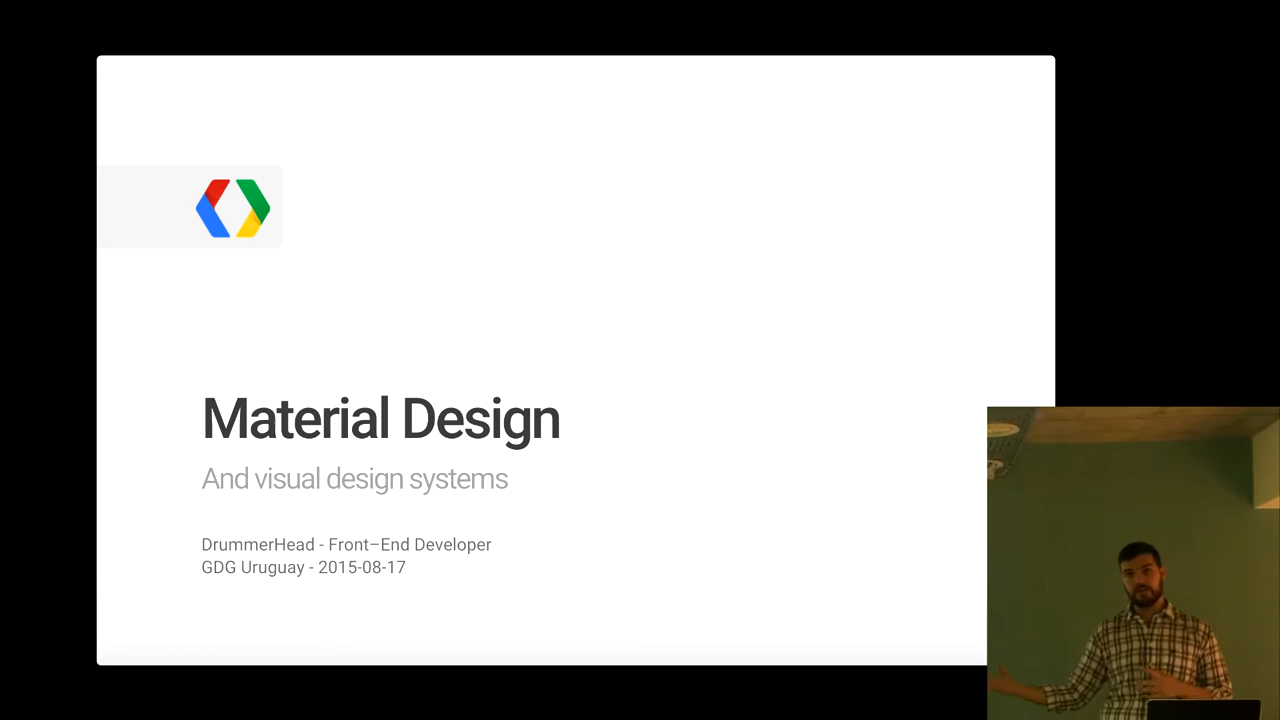 Material Design
And visual design systems
DrummerHead - Front–End Developer
GDG Uruguay - 2015-08-17